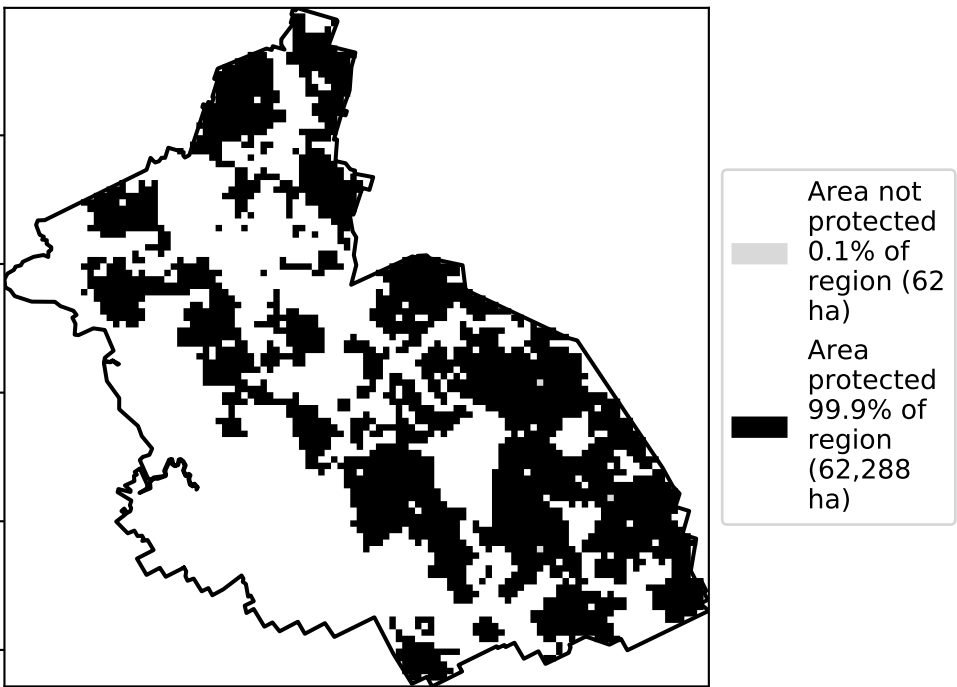 Area not
protected
0.1% of
region (62
ha)
Area
protected
99.9% of
region
(62,288
ha)